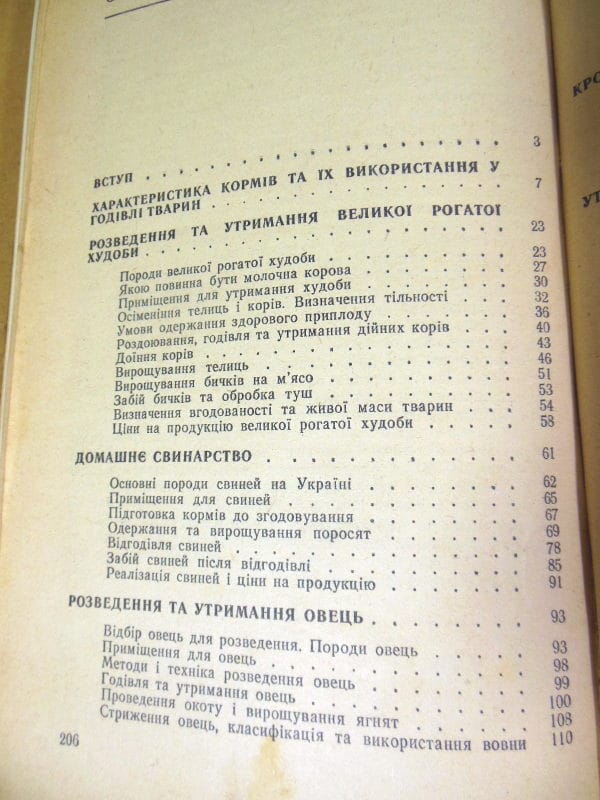 ВСТУП . . . . . . . . . . . . . . . 3
ХАРАКТЕРИСТИКА КОРМІВ ТА ЇХ ВИКОРИСТАННЯ У
ГОДІВЛІ ТВАРИН . . . . . . . . . . . . 7
РОЗВЕДЕННЯ ТА УТРИМАННЯ ВЕЛИКОЇ РОГАТОЇ
ХУДОБИ . . . . . . . . . . . . . . 23
Породи великої рогатої худоби . . . . . . . 23
Якою повинна бути молочна корова . . . . . . 27
Приміщення для утримання худоби . . . . . . 30
Осіменіння телиць і корів. Визначення тільності . . 32
Умови одержання здорового приплоду . . . . . 36
Роздоювання, годівля та утримання дійних корів . . 40
Доїння корів . . . . . . . . . . . . 43
Вирощування телиць . . . . . . . . . . 46
Вирощування бичків на м'ясо . . . . . . . 51
Забій бичків та обробка туш . . . . . . . 53
Визначення вгодованості та живої маси тварин . . . 54
Ціни на продукцію великої рогатої худоби . . . . 58
ДОМАШНЄ СВИНАРСТВО . . . . . . . . . . 61
Основні породи свиней на Україні . . . . . . 62
Приміщення для свиней . . . . . . . . . 65
Підготовка кормів до згодовування . . . . . . 67
Одержання та вирощування поросят . . . . . . 69
Відгодівля свиней . . . . . . . . . . . 78
Забій свиней після відгодівлі . . . . . . . . 85
Реалізація свиней і ціни на продукцію . . . . . 91
РОЗВЕДЕННЯ ТА УТРИМАННЯ ОВЕЦЬ . . . . . . 93
Відбір овець для розведення. Породи овець . . . . 93
Приміщення для овець . . . . . . . . . . 98
Методи і техніка розведення овець . . . . . . 99
Годівля та утримання овець . . . . . . . . 100
Проведення окоту і вирощування ягнят . . . . . 108
Стриження овець, класифікація та використання вовни 110
206
КРО
УТ